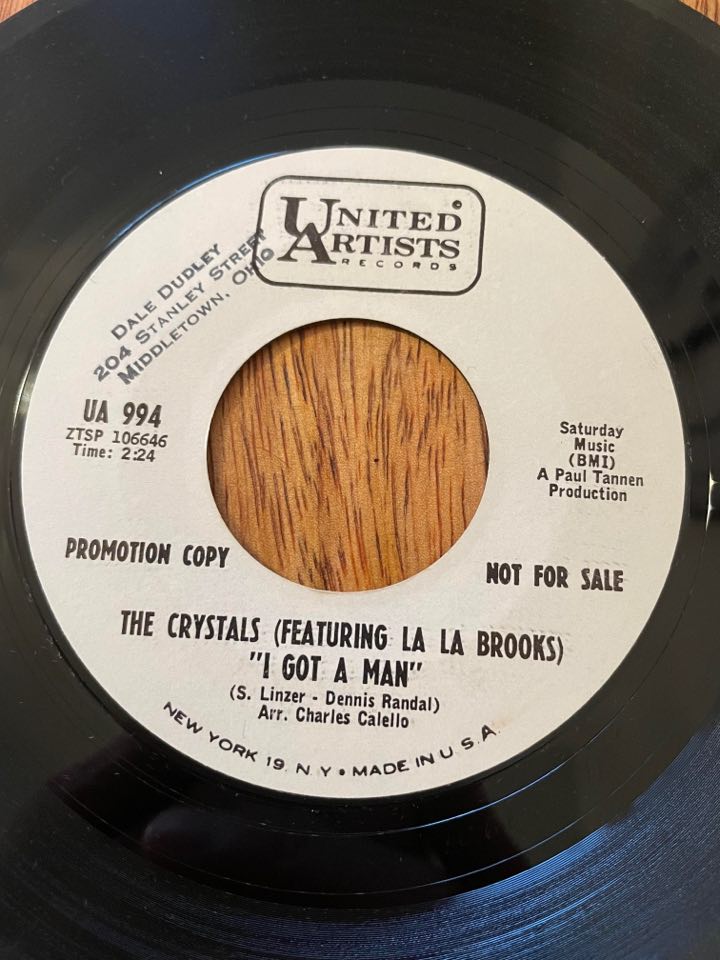 UNITED
ARTISTS
RECORDS
©
DALE DUDLEY
204 STANLEY STREET
MIDDLETOWN, OHIO
UA 994
ZTSP 106646
Time: 2:24
Saturday
Music
(BMI)
A Paul Tannen
Production
PROMOTION COPY
NOT FOR SALE
THE CRYSTALS (FEATURING LA LA BROOKS)
"I GOT A MAN"
(S. Linzer - Dennis Randal)
Arr. Charles Calello
NEW YORK 19, N.Y • MADE IN U.S.A.